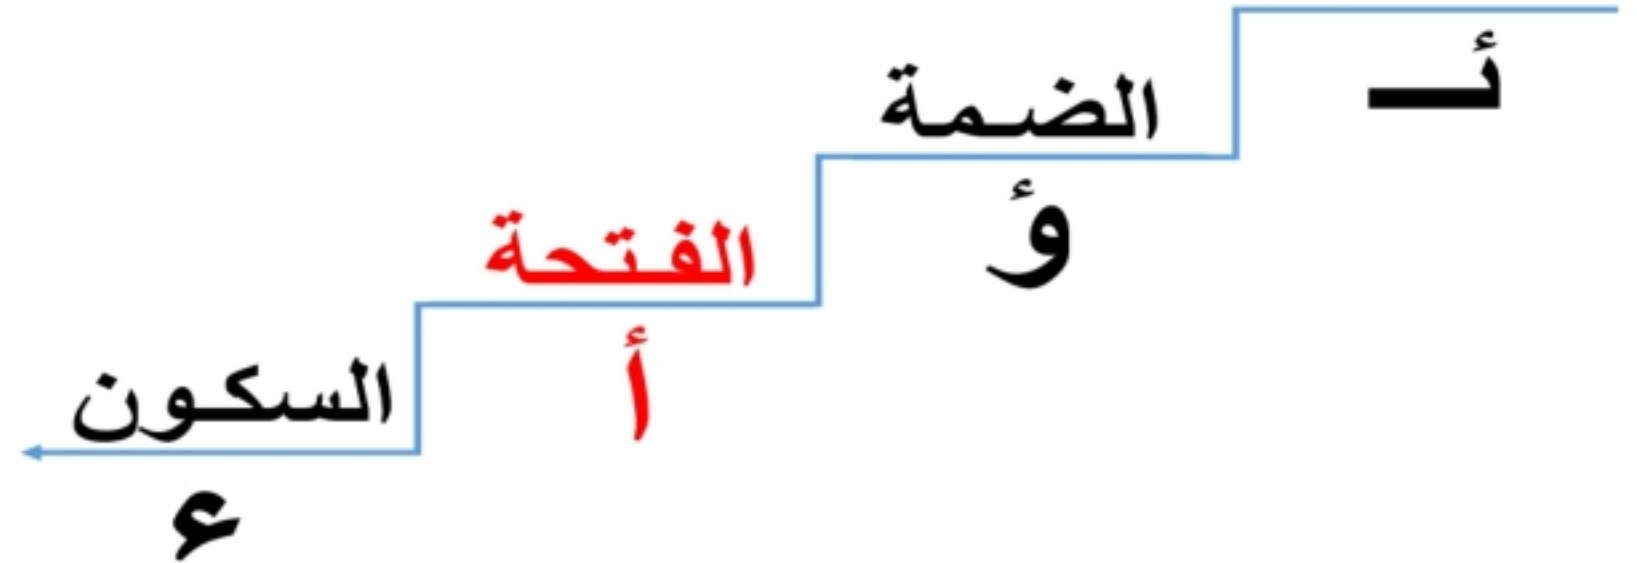 ئـ
الضمة
ؤ
الفتحة
أ
السكون
ء